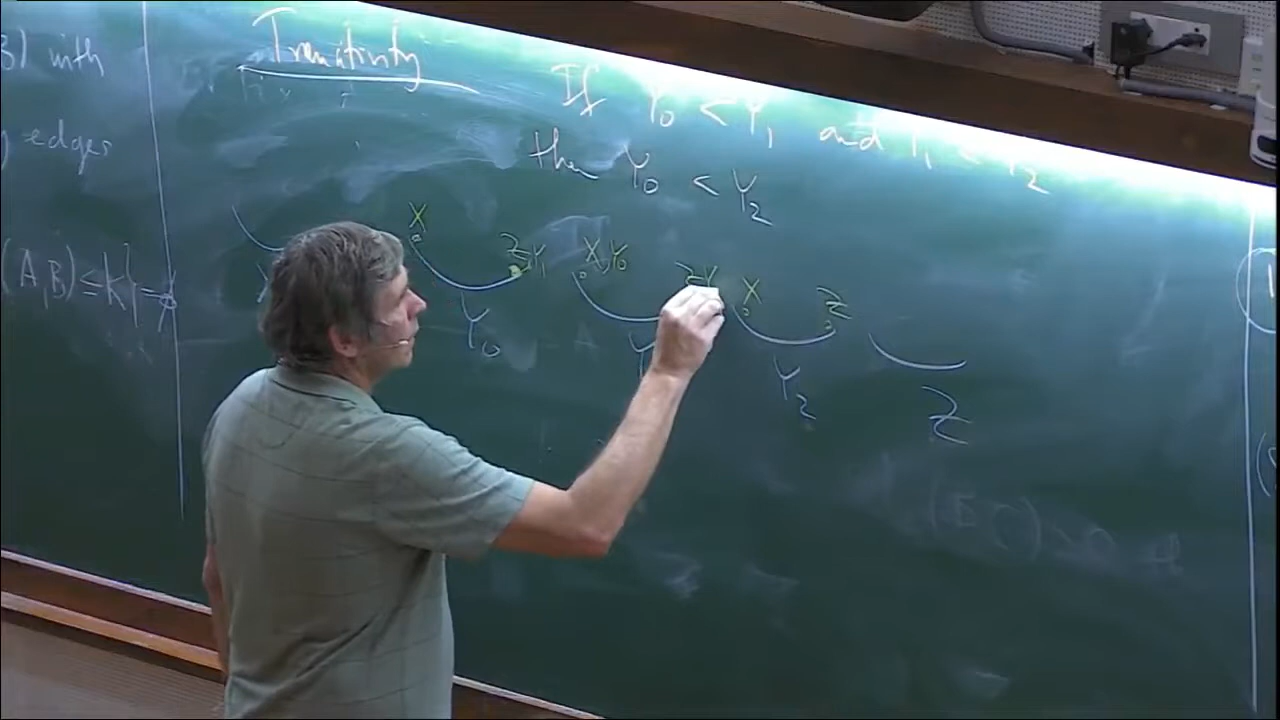 B) with
edges
(A,B) ≤ k}
Transitivity
If Y₀ < Y₁ and Y₁ < Y₂
then Y₀ < Y₂
X Z,Y₁ X,Y₀ Z,Y X Z
Y₀ Y Y₂ Z